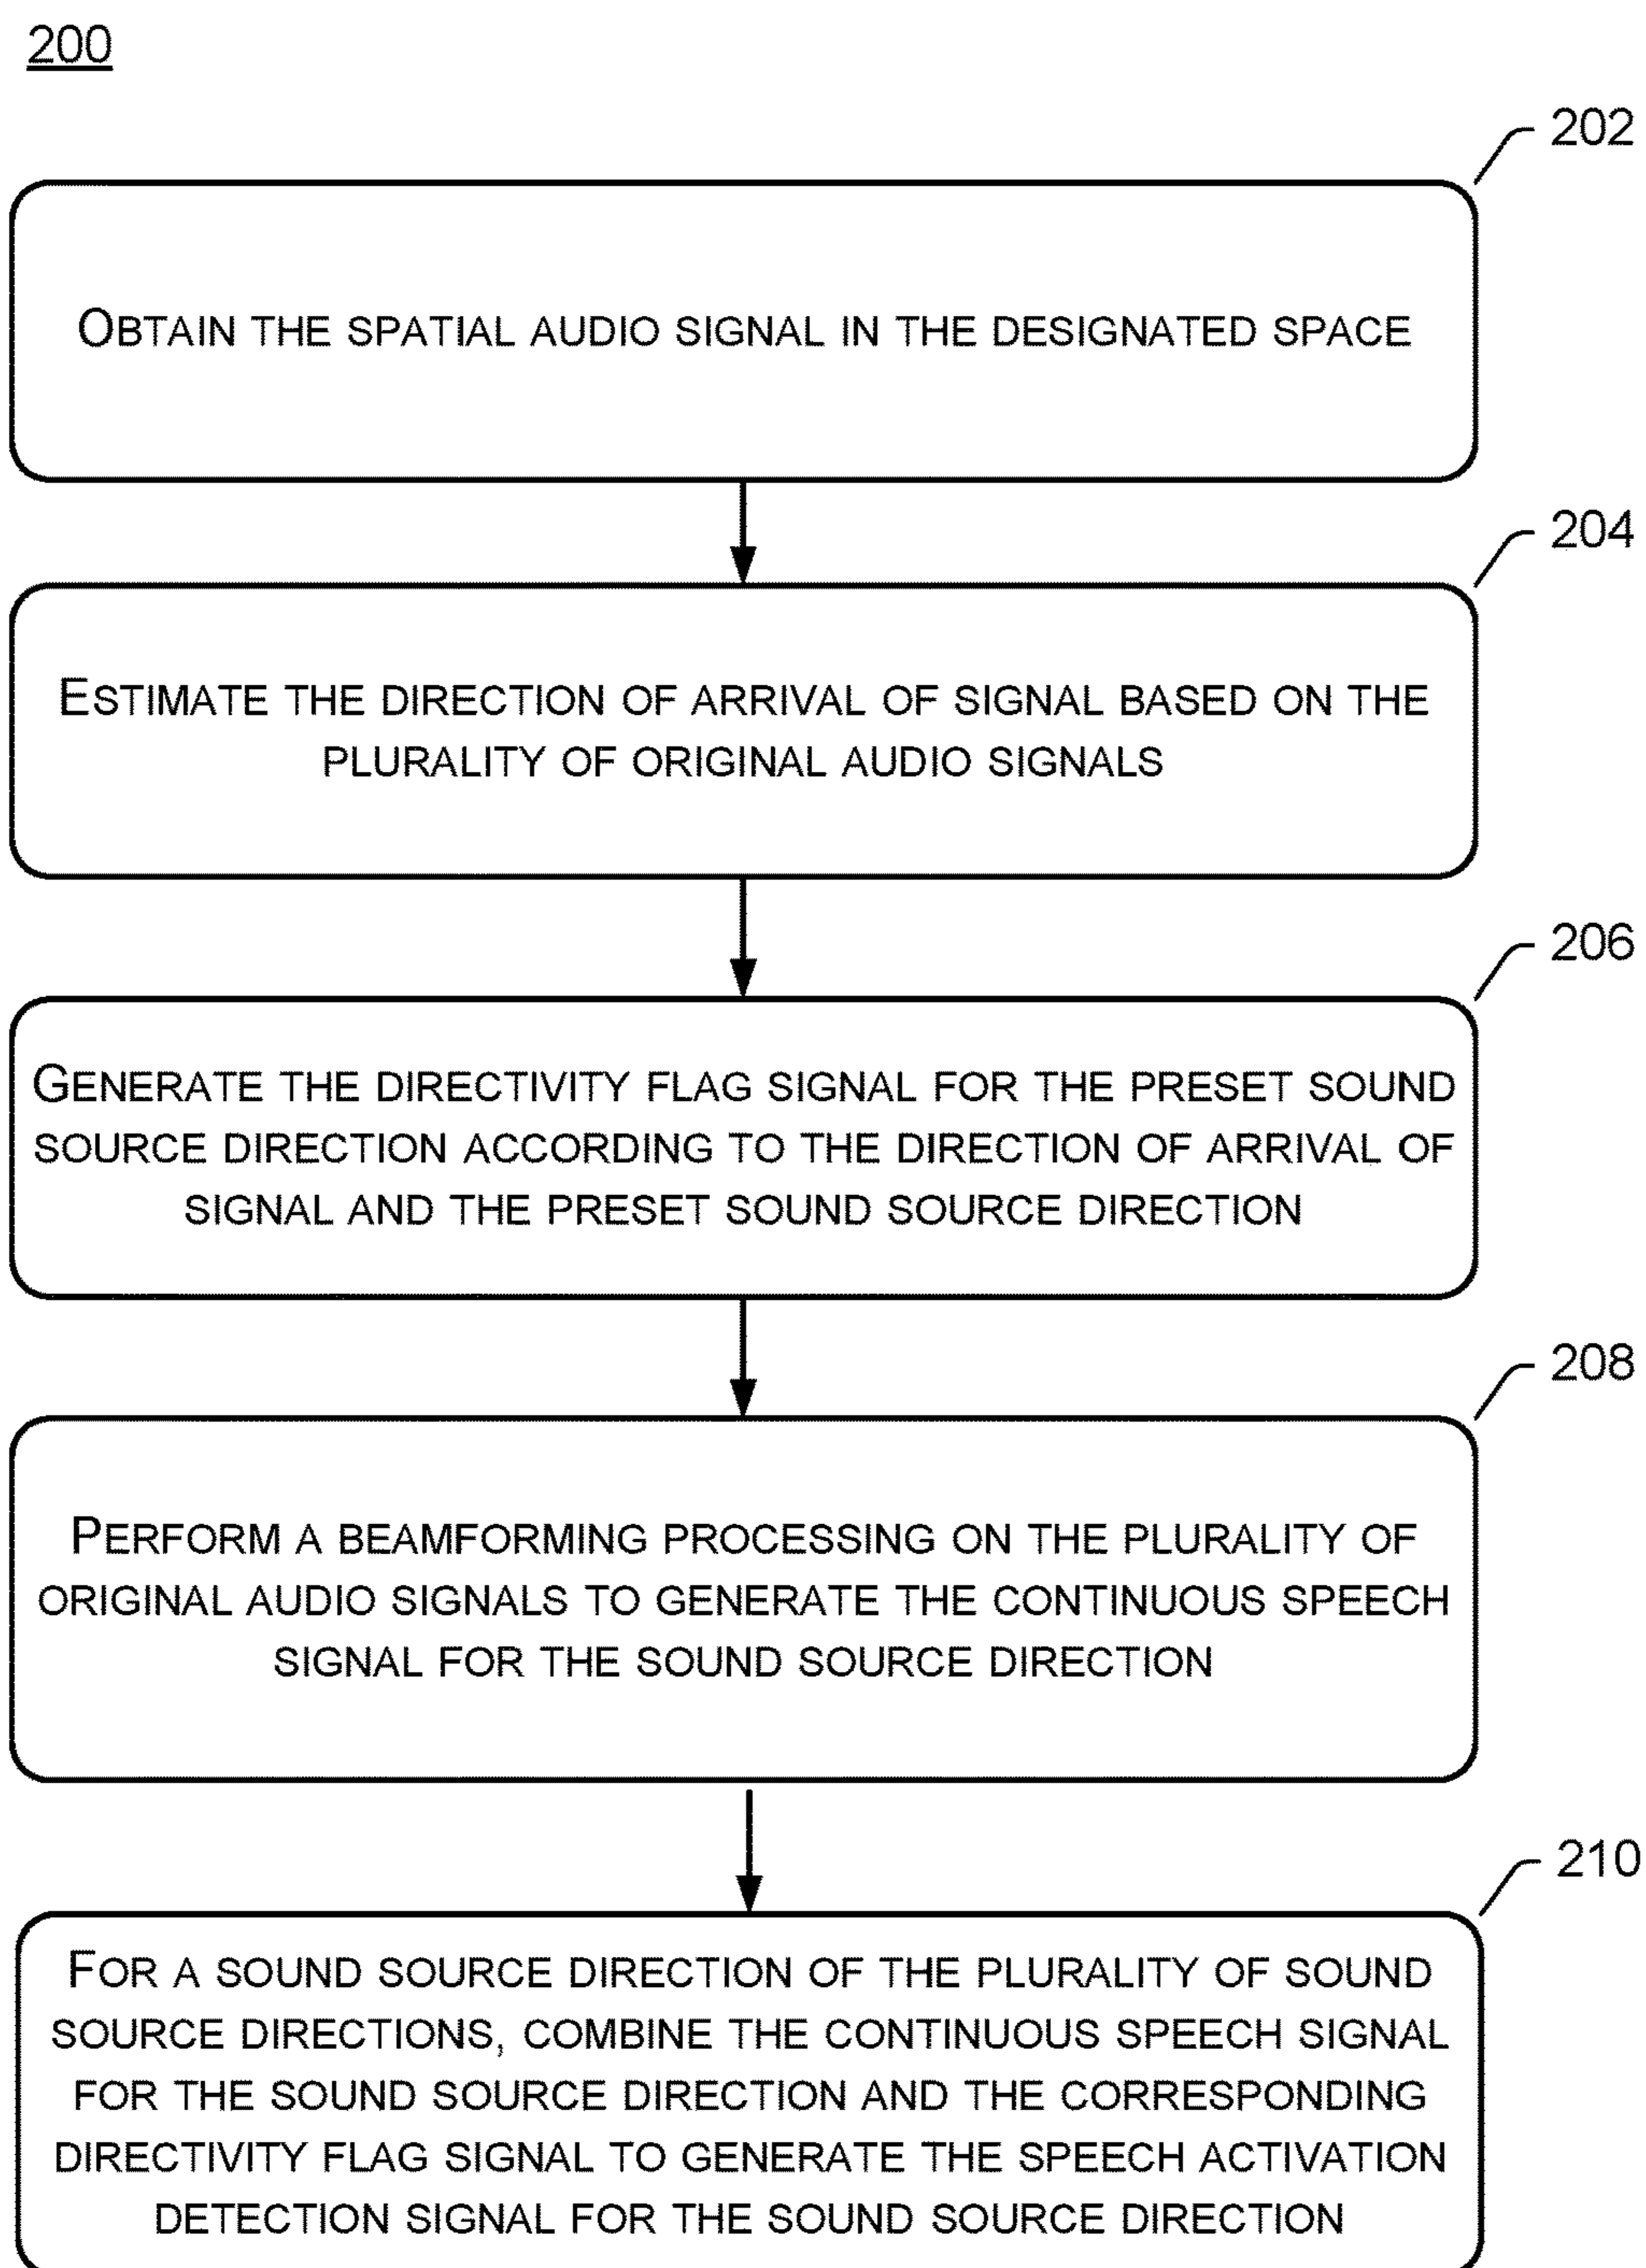 200
202
OBTAIN THE SPATIAL AUDIO SIGNAL IN THE DESIGNATED SPACE
204
ESTIMATE THE DIRECTION OF ARRIVAL OF SIGNAL BASED ON THE
PLURALITY OF ORIGINAL AUDIO SIGNALS
206
GENERATE THE DIRECTIVITY FLAG SIGNAL FOR THE PRESET SOUND
SOURCE DIRECTION ACCORDING TO THE DIRECTION OF ARRIVAL OF
SIGNAL AND THE PRESET SOUND SOURCE DIRECTION
208
PERFORM A BEAMFORMING PROCESSING ON THE PLURALITY OF
ORIGINAL AUDIO SIGNALS TO GENERATE THE CONTINUOUS SPEECH
SIGNAL FOR THE SOUND SOURCE DIRECTION
210
FOR A SOUND SOURCE DIRECTION OF THE PLURALITY OF SOUND
SOURCE DIRECTIONS, COMBINE THE CONTINUOUS SPEECH SIGNAL
FOR THE SOUND SOURCE DIRECTION AND THE CORRESPONDING
DIRECTIVITY FLAG SIGNAL TO GENERATE THE SPEECH ACTIVATION
DETECTION SIGNAL FOR THE SOUND SOURCE DIRECTION